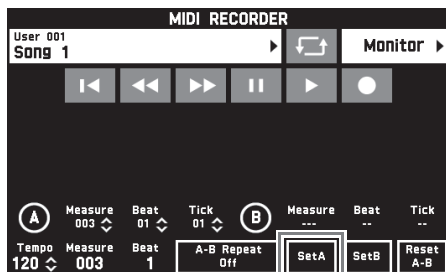 MIDI RECORDER
User 001
Song 1
Monitor
A Measure Beat Tick B Measure Beat Tick
003 01 01 --- -- --
Tempo Measure Beat A-B Repeat SetA SetB Reset
120 003 1 Off A-B